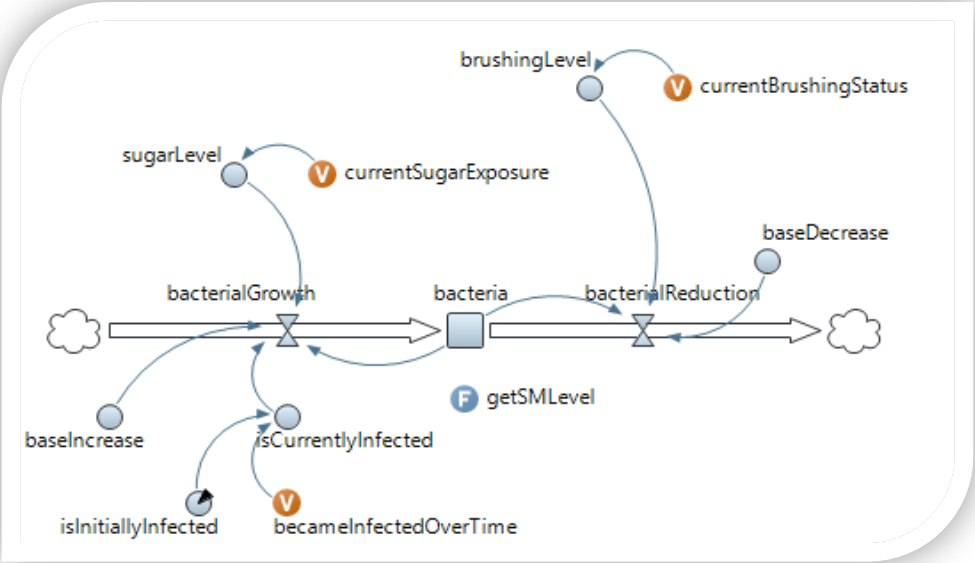 brushingLevel
V currentBrushingStatus
sugarLevel
V currentSugarExposure
baseDecrease
bacterialGrowth
bacteria
bacterialReduction
F getSMLevel
baseIncrease
isCurrentlyInfected
isInitiallyInfected
V becameInfectedOverTime